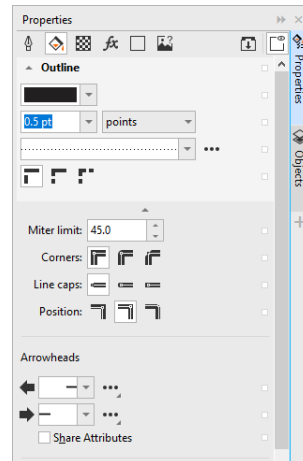 Properties
fx
Outline
0.5 pt
points
Miter limit: 45.0
Corners:
Line caps:
Position:
Arrowheads
Share Attributes
Properties
Objects